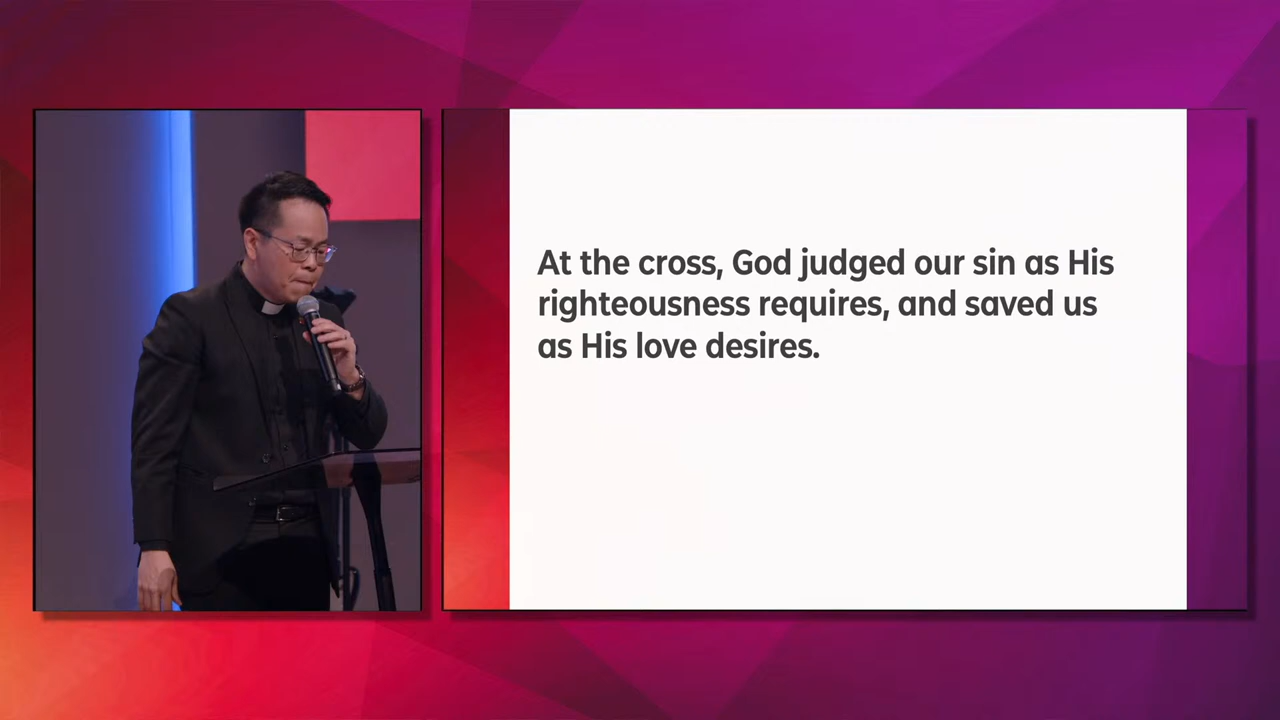 At the cross, God judged our sin as His
righteousness requires, and saved us
as His love desires.